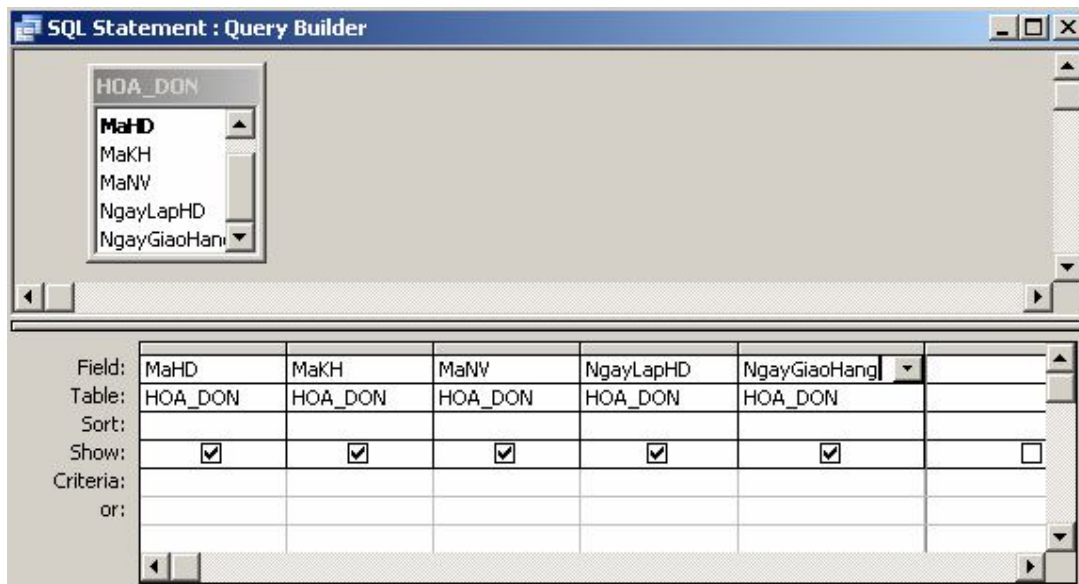 SQL Statement : Query Builder
HOA_DON
MaHD
MaKH
MaNV
NgayLapHD
NgayGiaoHan
Field: MaHD MaKH MaNV NgayLapHD NgayGiaoHang
Table: HOA_DON HOA_DON HOA_DON HOA_DON HOA_DON
Sort:
Show:
Criteria:
or: